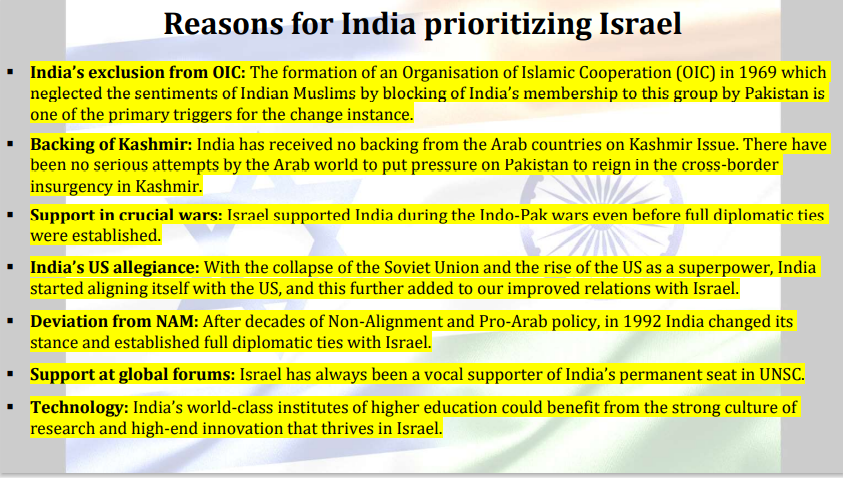 Reasons for India prioritizing Israel
▪ India's exclusion from OIC: The formation of an Organisation of Islamic Cooperation (OIC) in 1969 which
neglected the sentiments of Indian Muslims by blocking of India's membership to this group by Pakistan is
one of the primary triggers for the change instance.
▪ Backing of Kashmir: India has received no backing from the Arab countries on Kashmir Issue. There have
been no serious attempts by the Arab world to put pressure on Pakistan to reign in the cross-border
insurgency in Kashmir.
▪ Support in crucial wars: Israel supported India during the Indo-Pak wars even before full diplomatic ties
were established.
▪ India's US allegiance: With the collapse of the Soviet Union and the rise of the US as a superpower, India
started aligning itself with the US, and this further added to our improved relations with Israel.
▪ Deviation from NAM: After decades of Non-Alignment and Pro-Arab policy, in 1992 India changed its
stance and established full diplomatic ties with Israel.
▪ Support at global forums: Israel has always been a vocal supporter of India's permanent seat in UNSC.
▪ Technology: India's world-class institutes of higher education could benefit from the strong culture of
research and high-end innovation that thrives in Israel.